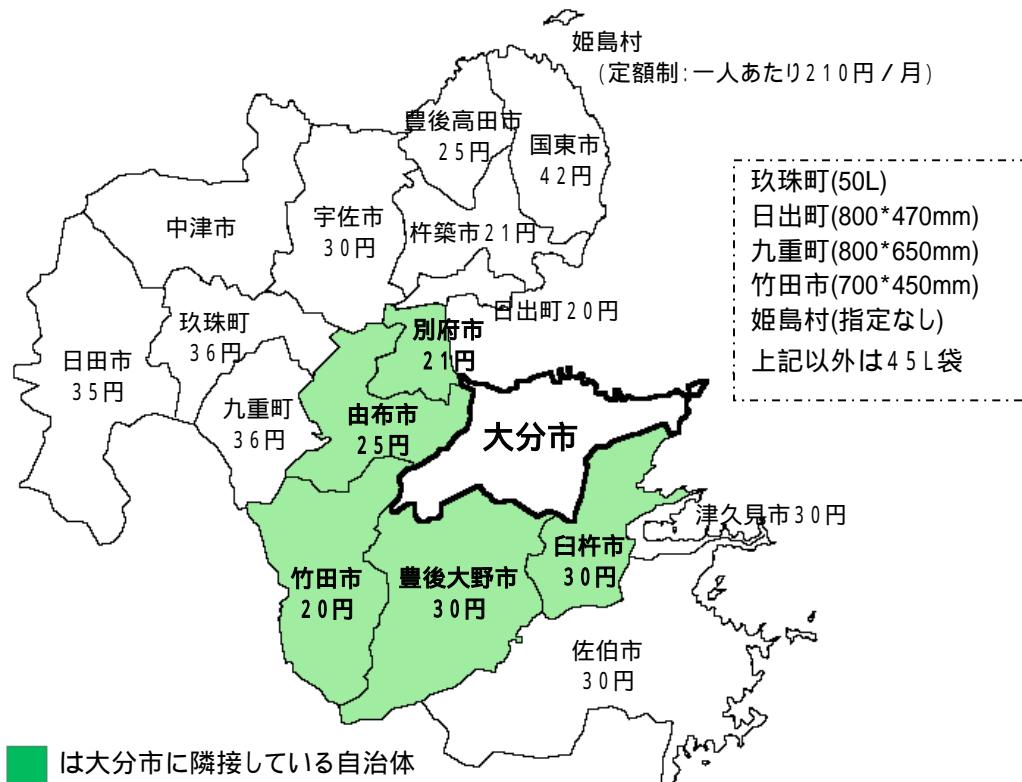 姫島村
(定額制:一人あたり210円/月)
豊後高田市
25円
国東市
42円
中津市
宇佐市
30円
杵築市21円
玖珠町(50L)
日出町(800*470mm)
九重町(800*650mm)
竹田市(700*450mm)
姫島村(指定なし)
上記以外は45L袋
日出町20円
別府市
21円
玖珠町
36円
日田市
35円
九重町
36円
由布市
25円
大分市
津久見市30円
臼杵市
30円
竹田市
20円
豊後大野市
30円
佐伯市
30円
は大分市に隣接している自治体